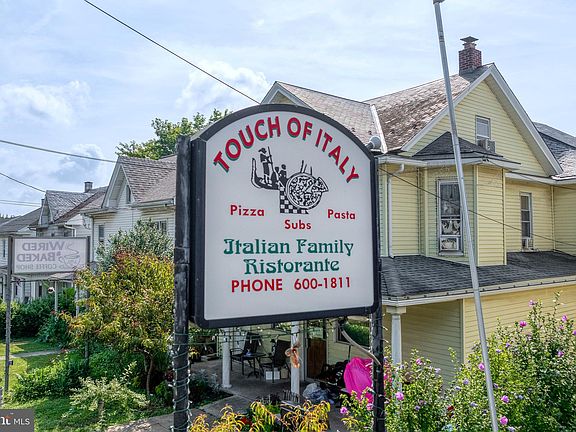 TOUCH OF ITALY
Pizza
Pasta
Subs
Italian Family
Ristorante
PHONE 600-1811
WIRED
& BAKED
COFFEE SHOP
MLS